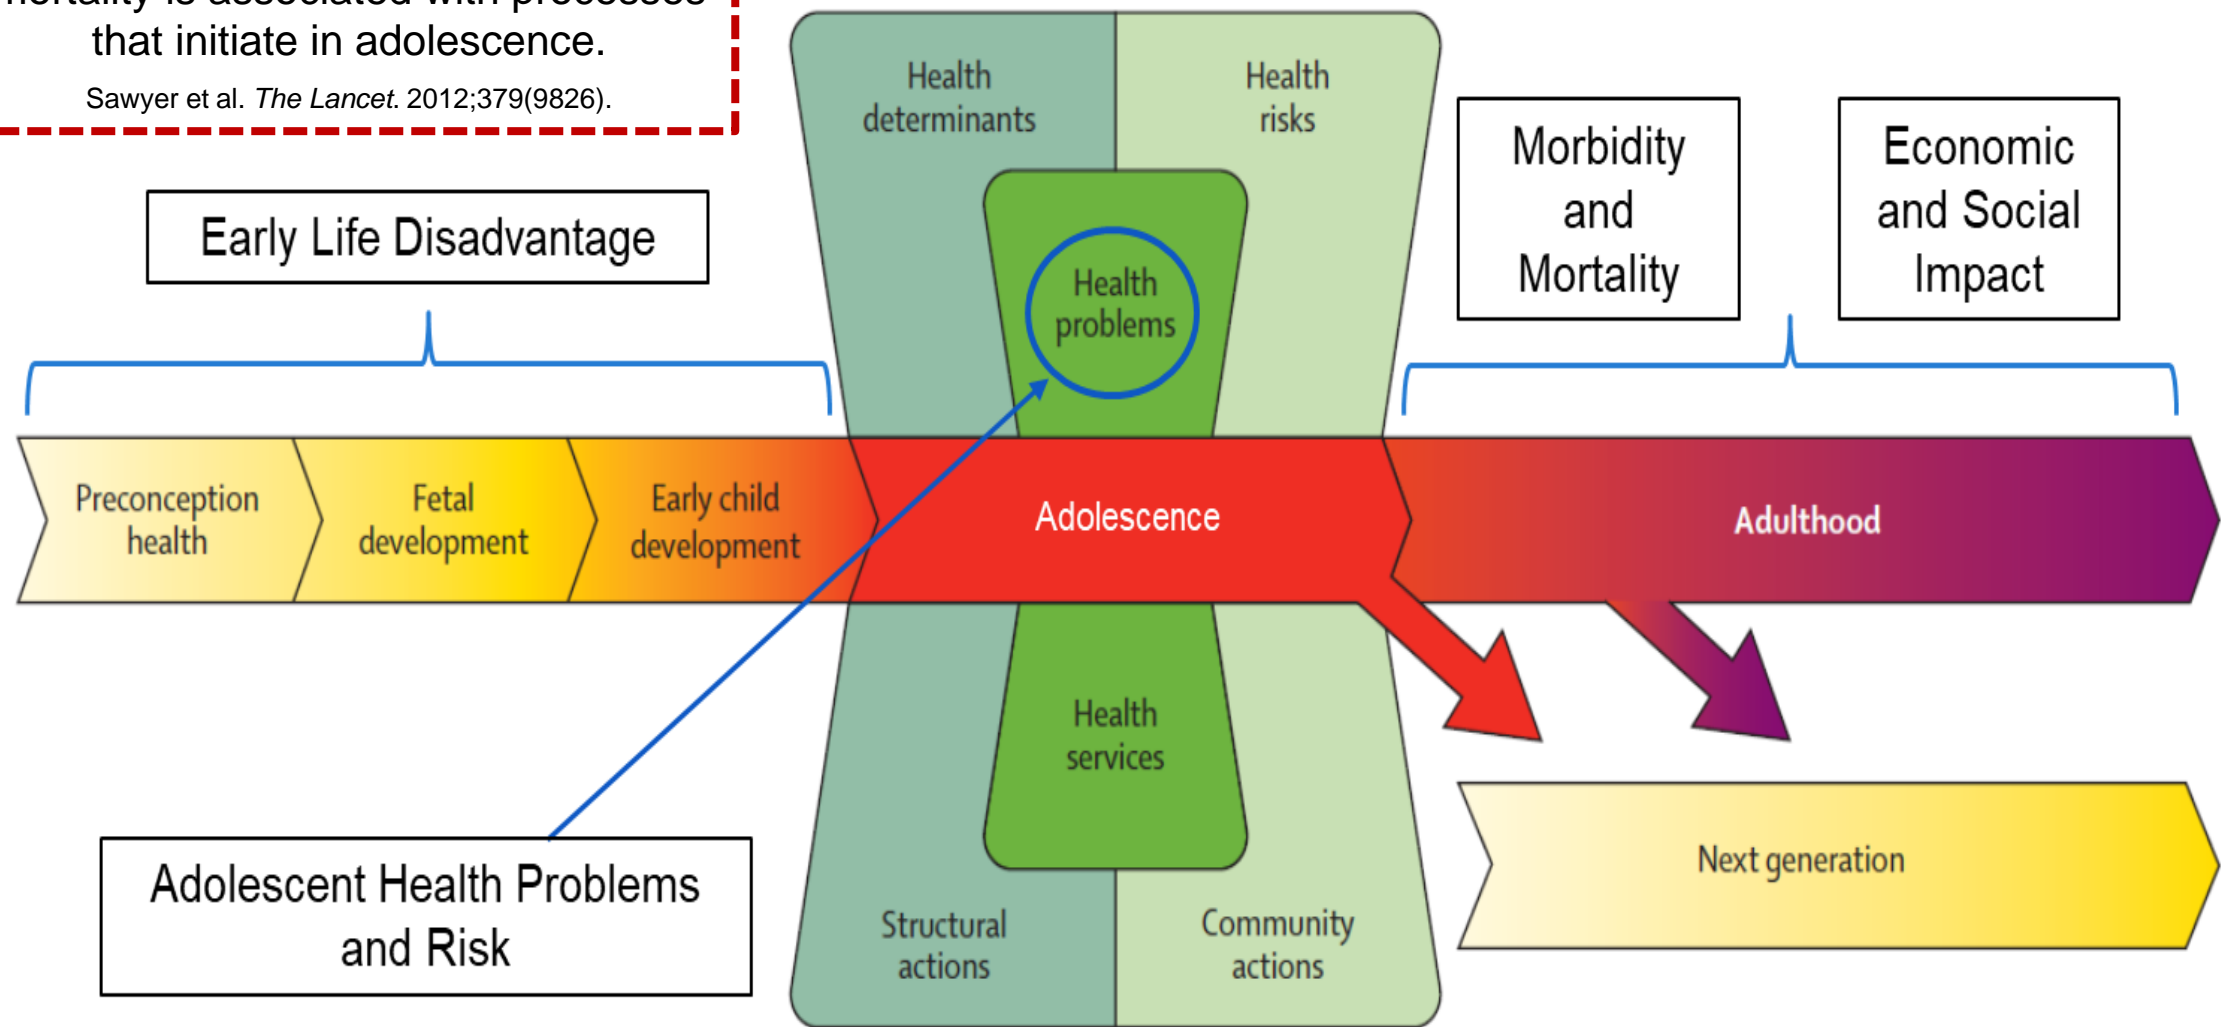 that initiate in adolescence.
Sawyer et al. The Lancet. 2012;379(9826).
Health
determinants
Health
risks
Morbidity
and
Mortality
Economic
and Social
Impact
Early Life Disadvantage
Health
problems
Preconception
health
Fetal
development
Early child
development
Adolescence
Adulthood
Health
services
Next generation
Adolescent Health Problems
and Risk
Structural
actions
Community
actions